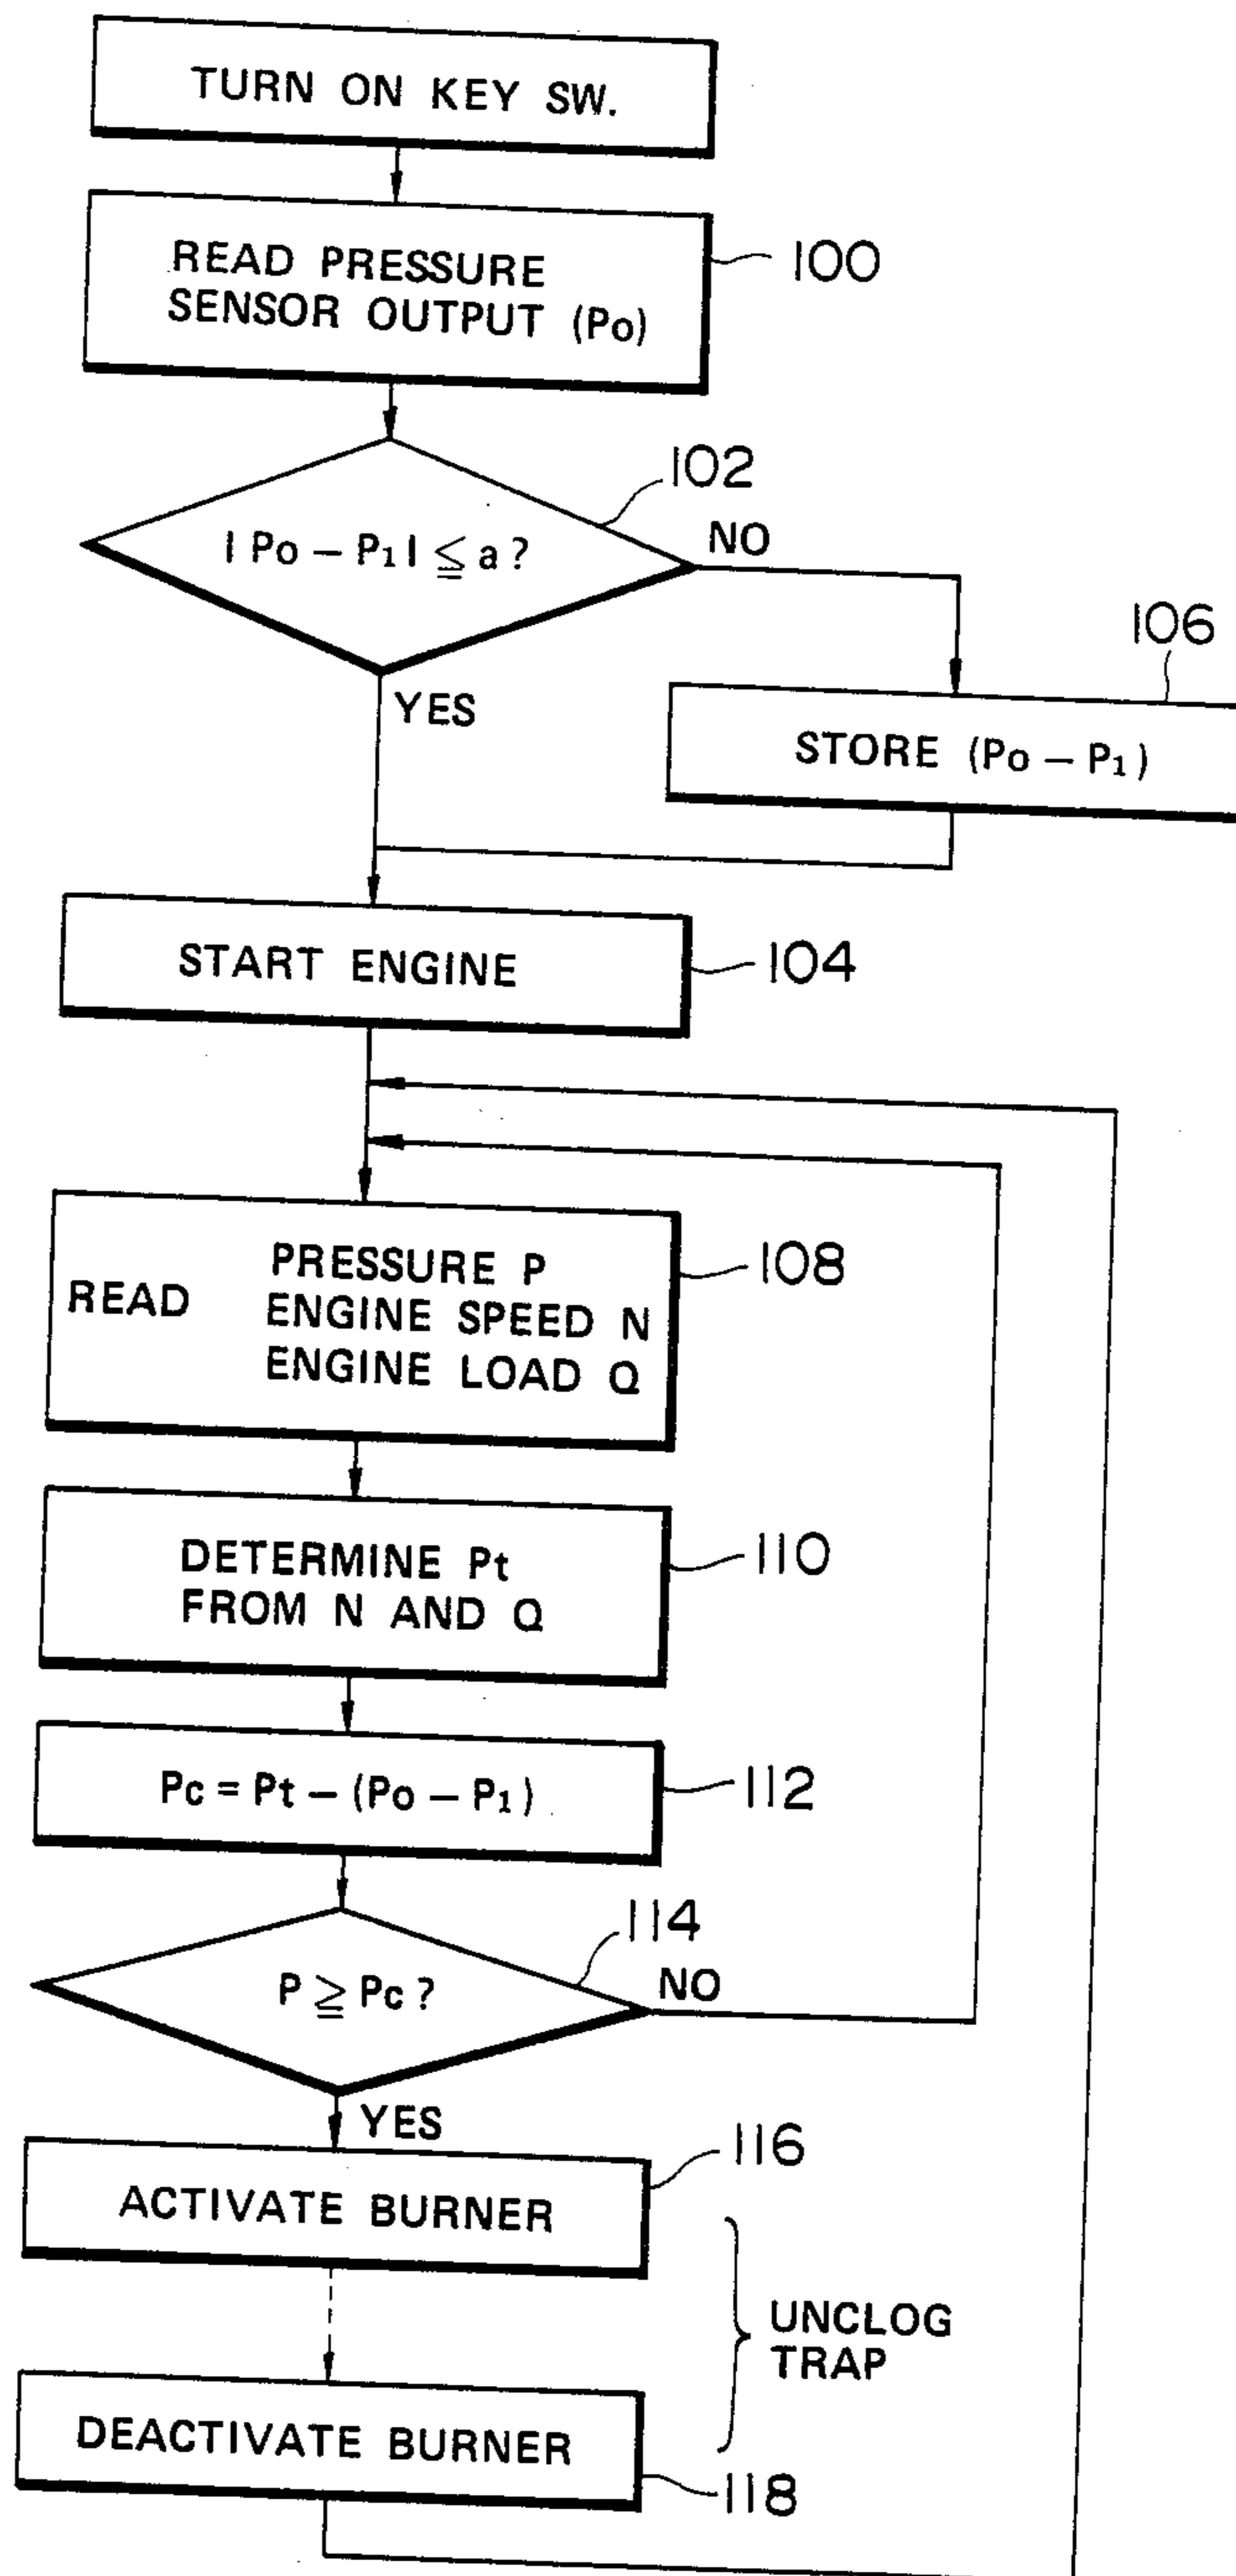 TURN ON KEY SW.
READ PRESSURE
SENSOR OUTPUT (Po)
100
102
| Po – P1 | ≦ a ?
NO
YES
106
STORE (Po – P1)
START ENGINE
104
READ
PRESSURE P
ENGINE SPEED N
ENGINE LOAD Q
108
DETERMINE Pt
FROM N AND Q
110
Pc = Pt – (Po – P1)
112
114
P ≧ Pc ?
NO
YES
116
ACTIVATE BURNER
UNCLOG
TRAP
DEACTIVATE BURNER
118